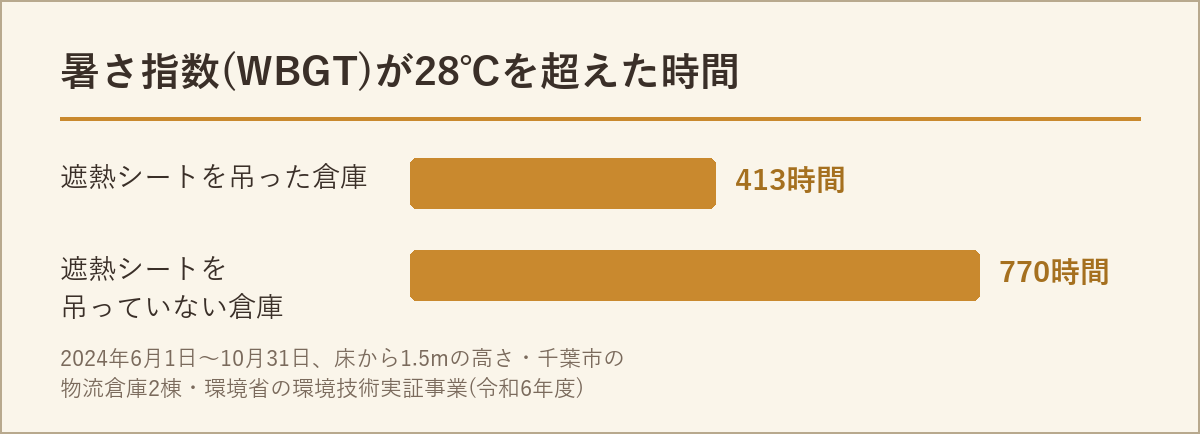 暑さ指数(WBGT)が28℃を超えた時間
遮熱シートを吊った倉庫
413時間
遮熱シートを
吊っていない倉庫
770時間
2024年6月1日〜10月31日、床から1.5mの高さ・千葉市の
物流倉庫2棟・環境省の環境技術実証事業(令和6年度)